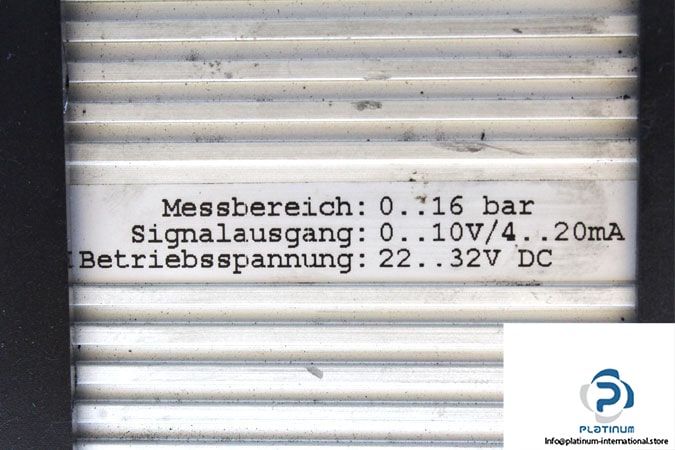 Messbereich: 0..16 bar
Signalausgang: 0..10V/4..20mA
Betriebsspannung: 22..32V DC
PLATINUM
Info@platinum-international.store